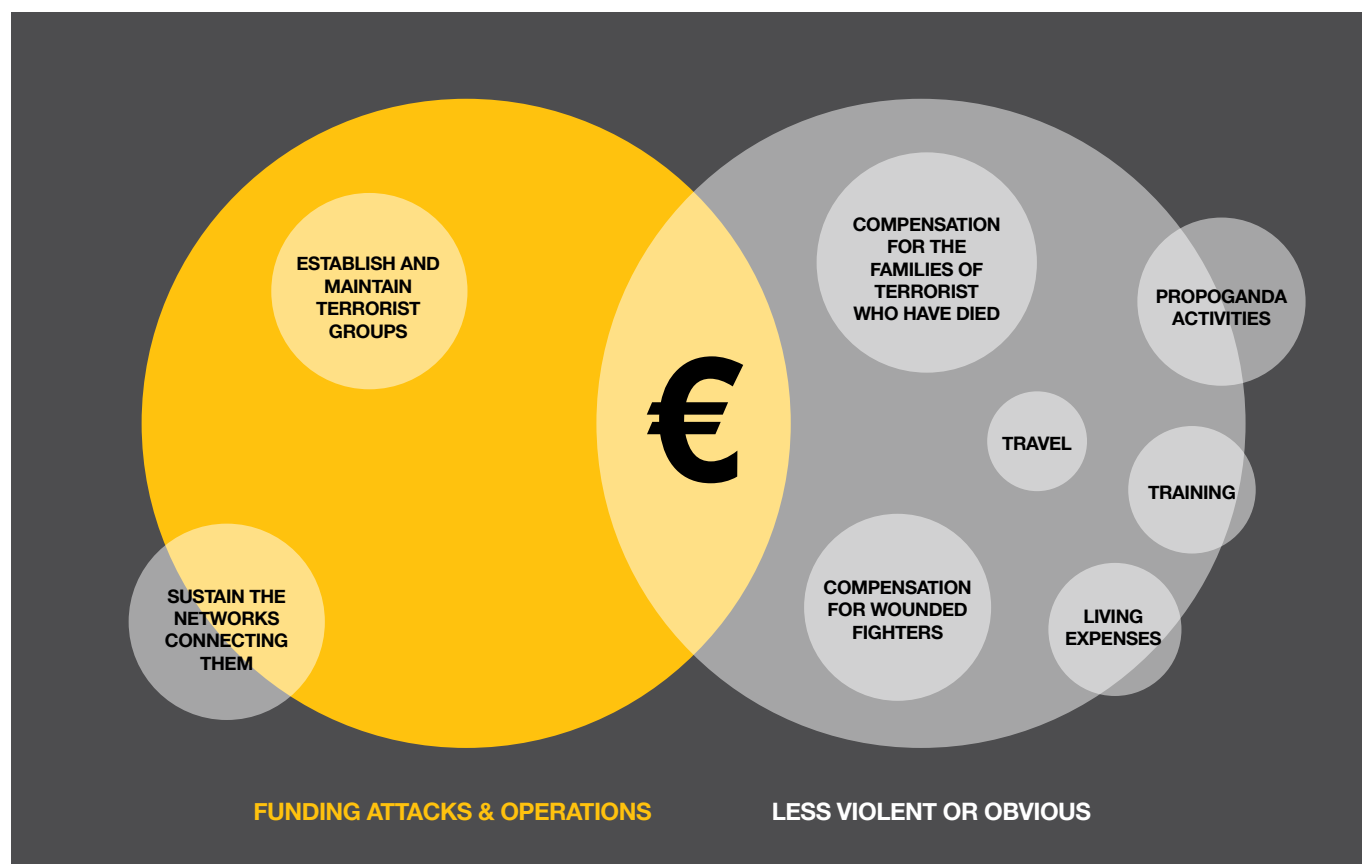 ESTABLISH AND
MAINTAIN
TERRORIST
GROUPS
SUSTAIN THE
NETWORKS
CONNECTING
THEM
€
COMPENSATION
FOR THE
FAMILIES OF
TERRORIST
WHO HAVE DIED
PROPOGANDA
ACTIVITIES
TRAVEL
TRAINING
COMPENSATION
FOR WOUNDED
FIGHTERS
LIVING
EXPENSES
FUNDING ATTACKS & OPERATIONS
LESS VIOLENT OR OBVIOUS